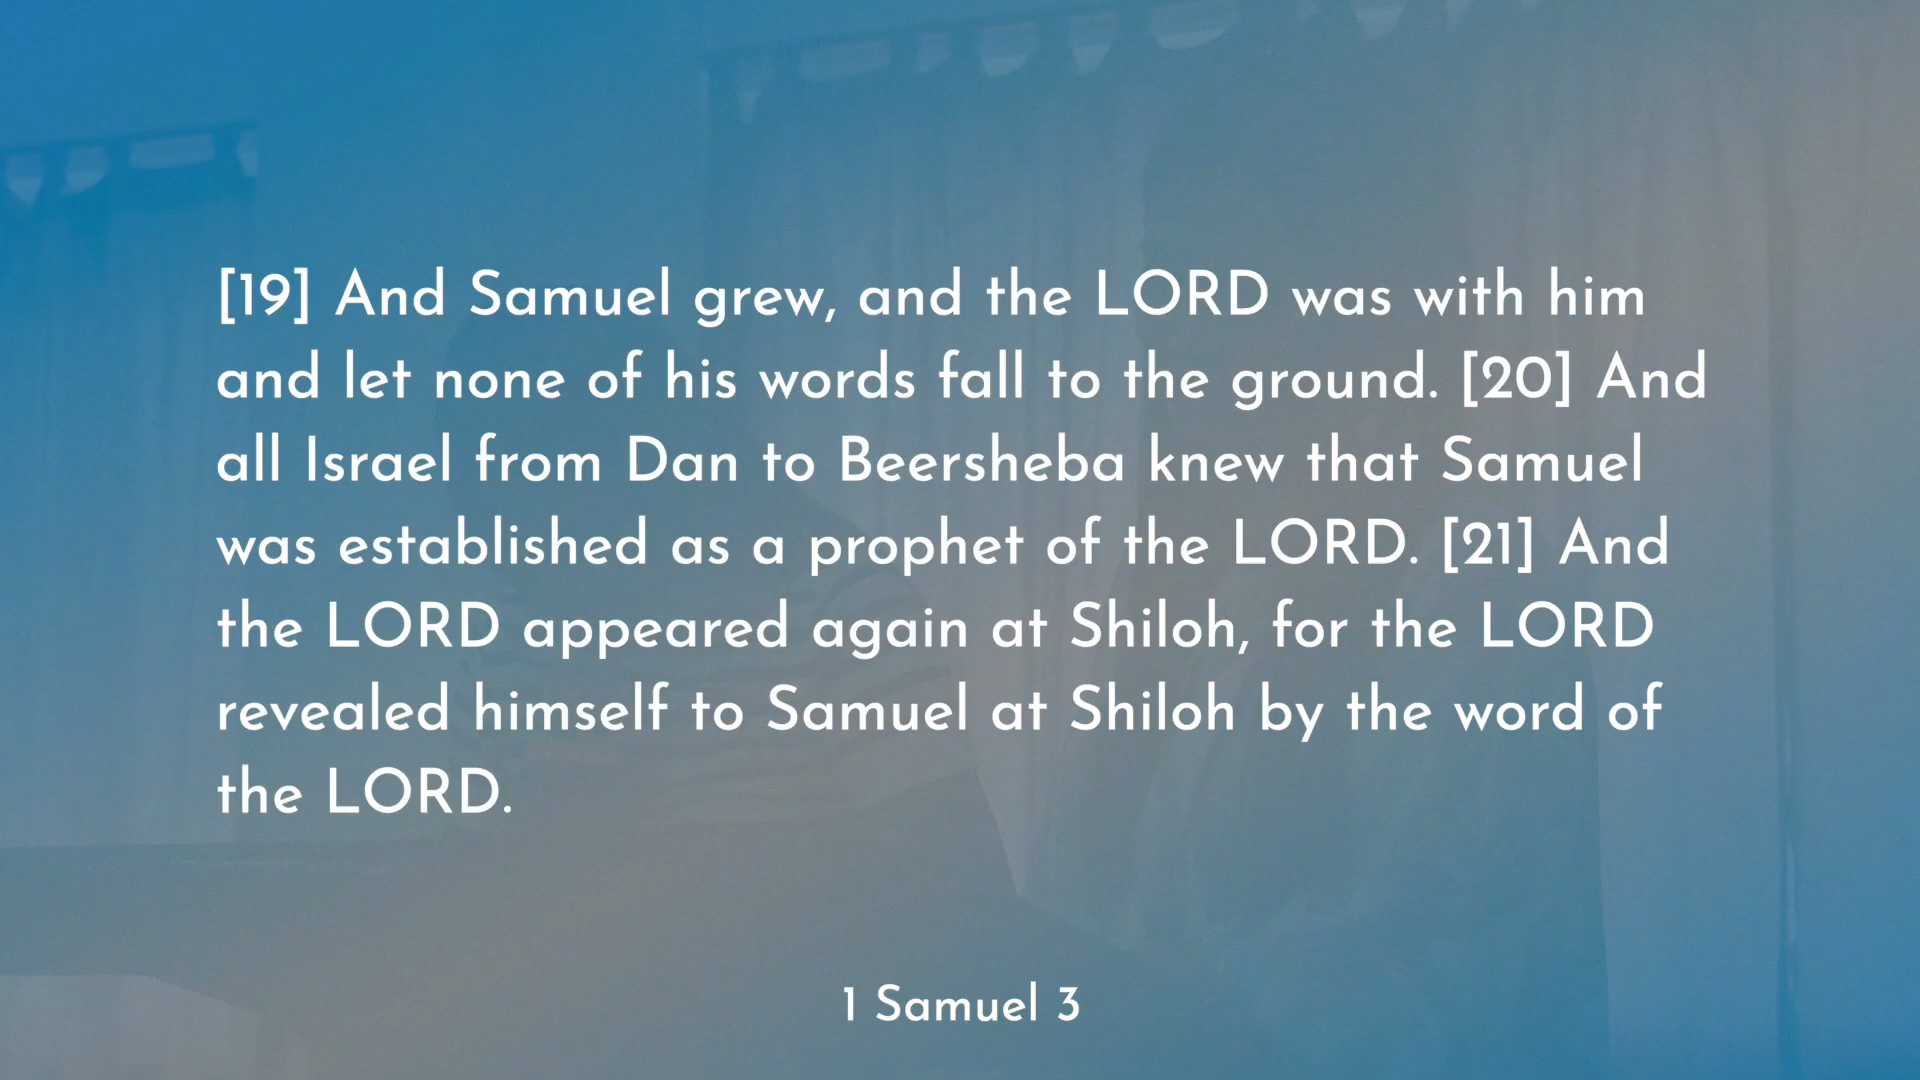 [19] And Samuel grew, and the LORD was with him
and let none of his words fall to the ground. [20] And
all Israel from Dan to Beersheba knew that Samuel
was established as a prophet of the LORD. [21] And
the LORD appeared again at Shiloh, for the LORD
revealed himself to Samuel at Shiloh by the word of
the LORD.
1 Samuel 3